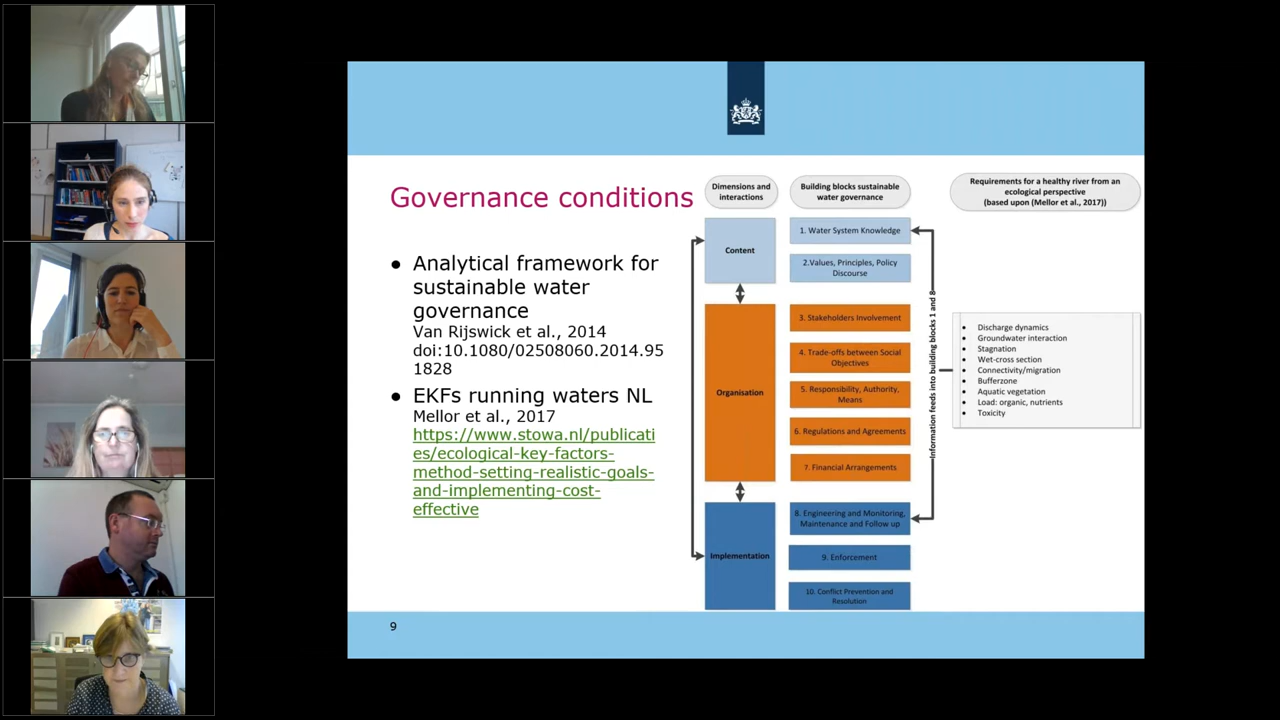 Governance conditions
● Analytical framework for
sustainable water
governance
Van Rijswick et al., 2014
doi:10.1080/02508060.2014.95
1828
● EKFs running waters NL
Mellor et al., 2017
https://www.stowa.nl/publicati
es/ecological-key-factors-
method-setting-realistic-goals-
and-implementing-cost-
effective
9
Dimensions and
interactions
Content
Organisation
Implementation
Building blocks sustainable
water governance
1. Water System Knowledge
2.Values, Principles, Policy
Discourse
3. Stakeholders Involvement
4. Trade-offs between Social
Objectives
5. Responsibility, Authority,
Means
6. Regulations and Agreements
7. Financial Arrangements
8. Engineering and Monitoring,
Maintenance and Follow up
9. Enforcement
10. Conflict Prevention and
Resolution
Information feeds into building blocks 1 and 8
Requirements for a healthy river from an
ecological perspective
(based upon (Mellor et al., 2017))
• Discharge dynamics
• Groundwater interaction
• Stagnation
• Wet-cross section
• Connectivity/migration
• Bufferzone
• Aquatic vegetation
• Load: organic, nutrients
• Toxicity